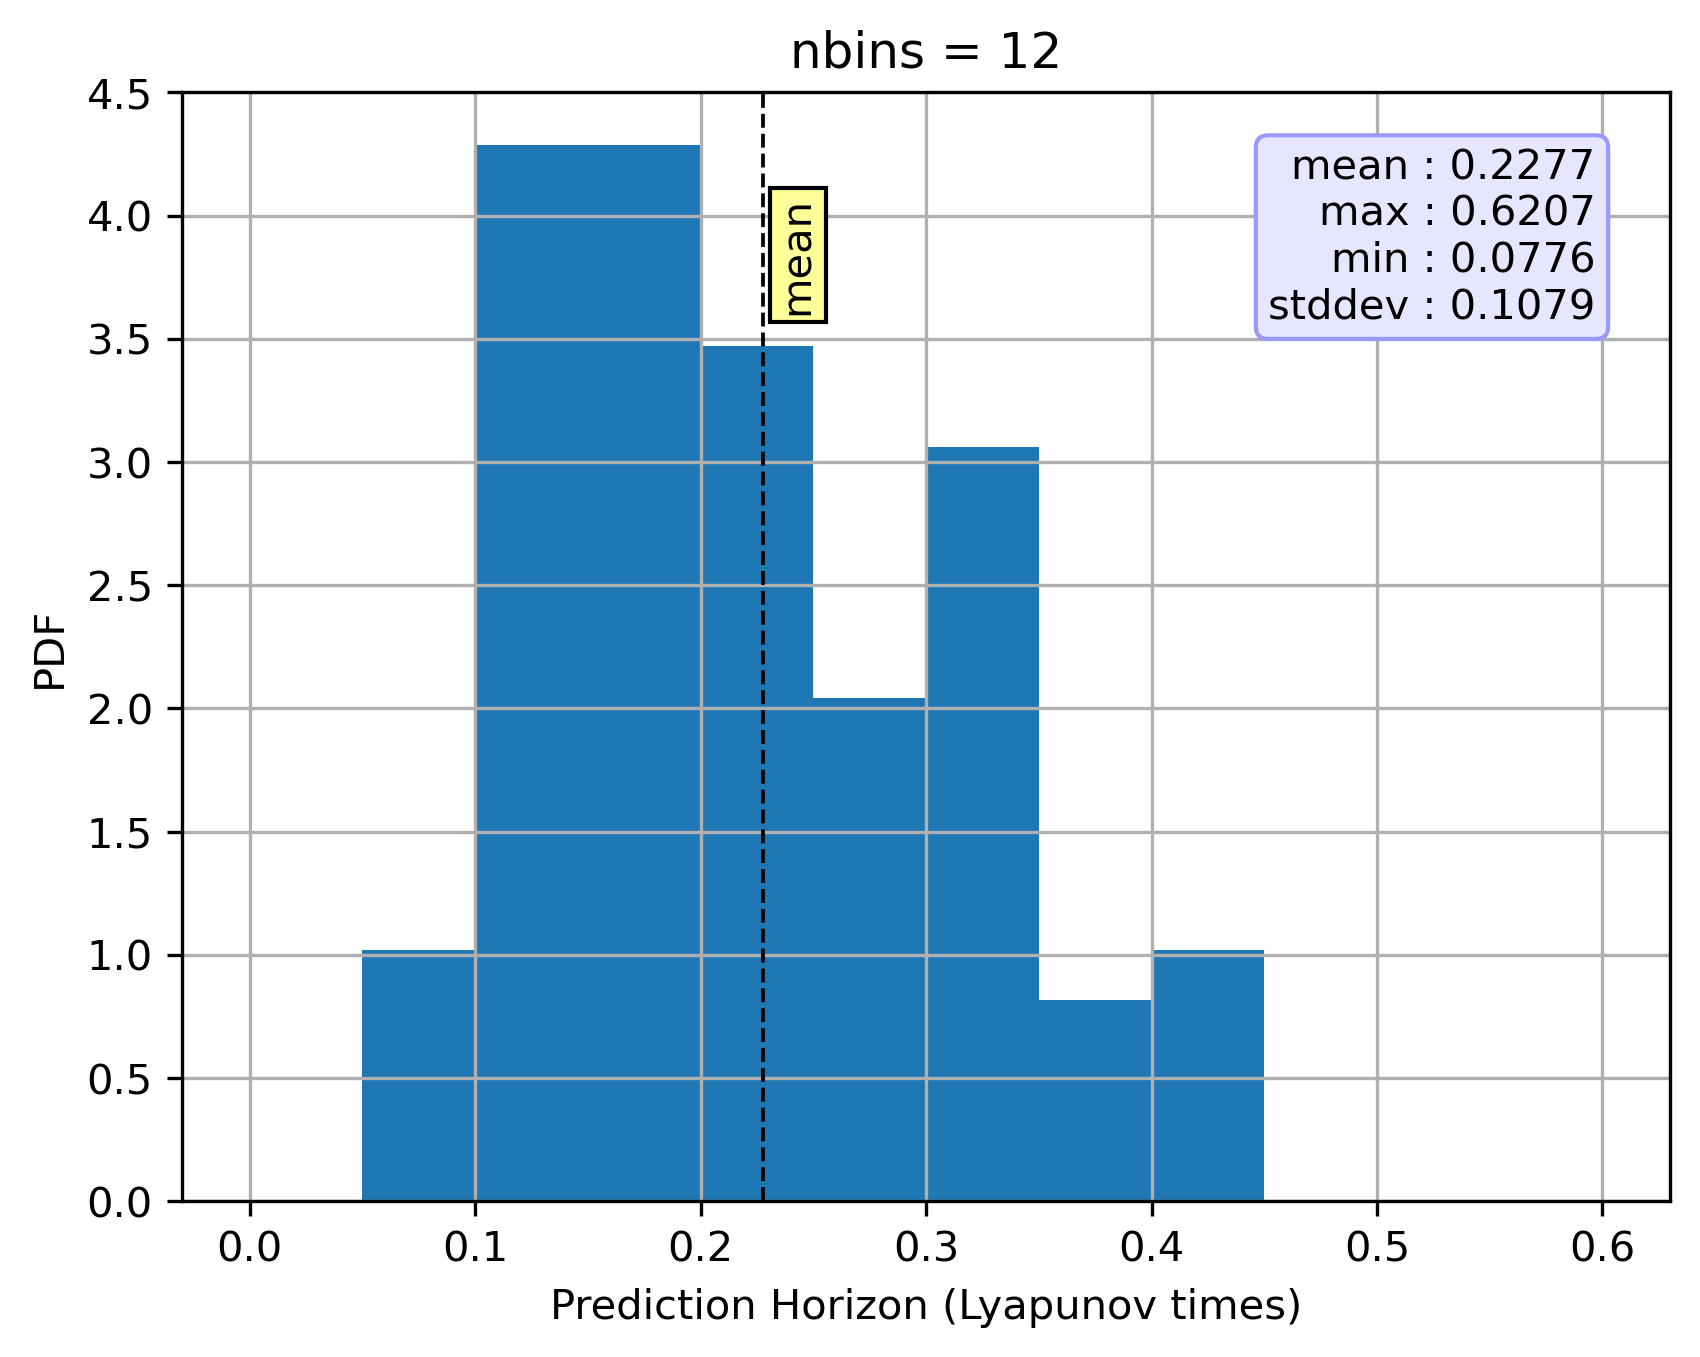 nbins = 12
4.5
4.0
3.5
3.0
2.5
2.0
1.5
1.0
0.5
0.0
PDF
mean
mean : 0.2277
max : 0.6207
min : 0.0776
stddev : 0.1079
0.0 0.1 0.2 0.3 0.4 0.5 0.6
Prediction Horizon (Lyapunov times)